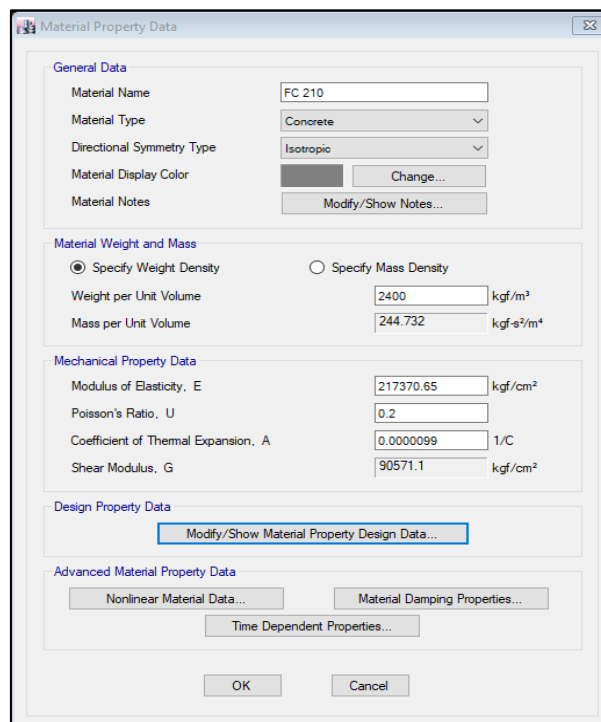 Material Property Data
General Data
Material Name FC 210
Material Type Concrete
Directional Symmetry Type Isotropic
Material Display Color Change...
Material Notes Modify/Show Notes...
Material Weight and Mass
Specify Weight Density Specify Mass Density
Weight per Unit Volume 2400 kgf/m³
Mass per Unit Volume 244.732 kgf-s²/m⁴
Mechanical Property Data
Modulus of Elasticity, E 217370.65 kgf/cm²
Poisson's Ratio, U 0.2
Coefficient of Thermal Expansion, A 0.0000099 1/C
Shear Modulus, G 90571.1 kgf/cm²
Design Property Data
Modify/Show Material Property Design Data...
Advanced Material Property Data
Nonlinear Material Data... Material Damping Properties...
Time Dependent Properties...
OK Cancel